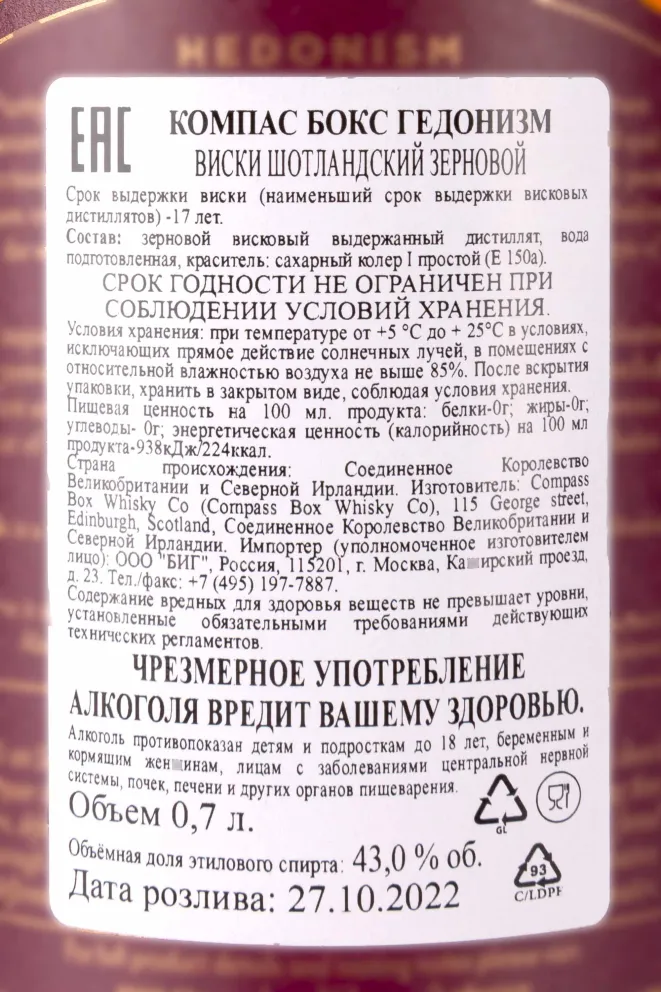 HEDONISM
EAC
КОМПАС БОКС ГЕДОНИЗМ
ВИСКИ ШОТЛАНДСКИЙ ЗЕРНОВОЙ
Срок выдержки виски (наименьший срок выдержки висковых
дистиллятов) -17 лет.
Состав: зерновой висковый выдержанный дистиллят, вода
подготовленная, краситель: сахарный колер I простой (Е 150а).
СРОК ГОДНОСТИ НЕ ОГРАНИЧЕН ПРИ
СОБЛЮДЕНИИ УСЛОВИЙ ХРАНЕНИЯ.
Условия хранения: при температуре от +5 °С до + 25°С в условиях,
исключающих прямое действие солнечных лучей, в помещениях с
относительной влажностью воздуха не выше 85%. После вскрытия
упаковки, хранить в закрытом виде, соблюдая условия хранения.
Пищевая ценность на 100 мл. продукта: белки-0г; жиры-0г;
углеводы- 0г; энергетическая ценность (калорийность) на 100 мл
продукта-938кДж/224ккал.
Страна происхождения: Соединенное Королевство
Великобритании и Северной Ирландии. Изготовитель: Compass
Box Whisky Co (Compass Box Whisky Co), 115 George street,
Edinburgh, Scotland, Соединенное Королевство Великобритании и
Северной Ирландии. Импортер (уполномоченное изготовителем
лицо): ООО "БИГ", Россия, 115201, г. Москва, Каширский проезд,
д. 23. Тел./факс: +7 (495) 197-7887.
Содержание вредных для здоровья веществ не превышает уровни,
установленные обязательными требованиями действующих
технических регламентов.
ЧРЕЗМЕРНОЕ УПОТРЕБЛЕНИЕ
АЛКОГОЛЯ ВРЕДИТ ВАШЕМУ ЗДОРОВЬЮ.
Алкоголь противопоказан детям и подросткам до 18 лет, беременным и
кормящим женщинам, лицам с заболеваниями центральной нервной
системы, почек, печени и других органов пищеварения.
Объем 0,7 л.
GL
Объёмная доля этилового спирта: 43,0 % об.
93
C/LDPE
Дата розлива: 27.10.2022